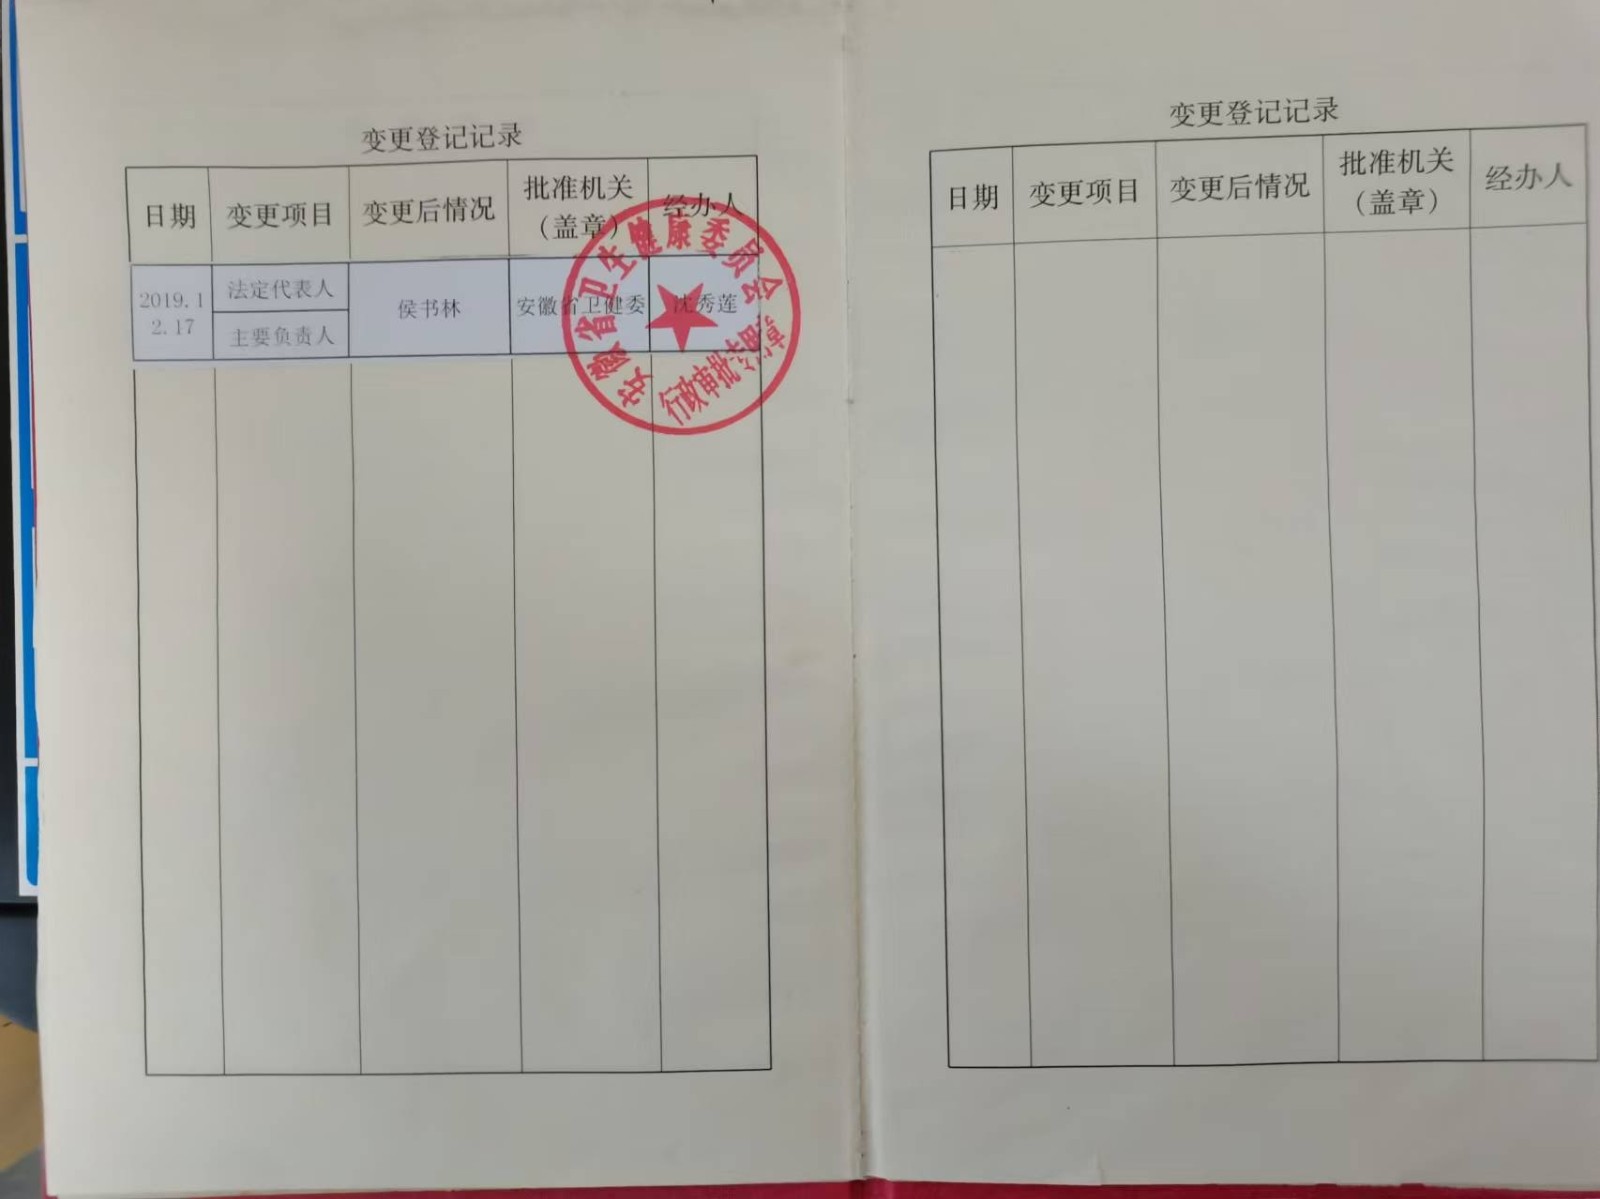 变更登记记录
日期 变更项目 变更后情况 批准机关（盖章） 经办人
2019.12.17 法定代表人 侯书林 安徽省卫健委 沈秀莲
主要负责人
安徽省卫生健康委员会
行政审批专用章
变更登记记录
日期 变更项目 变更后情况 批准机关（盖章） 经办人